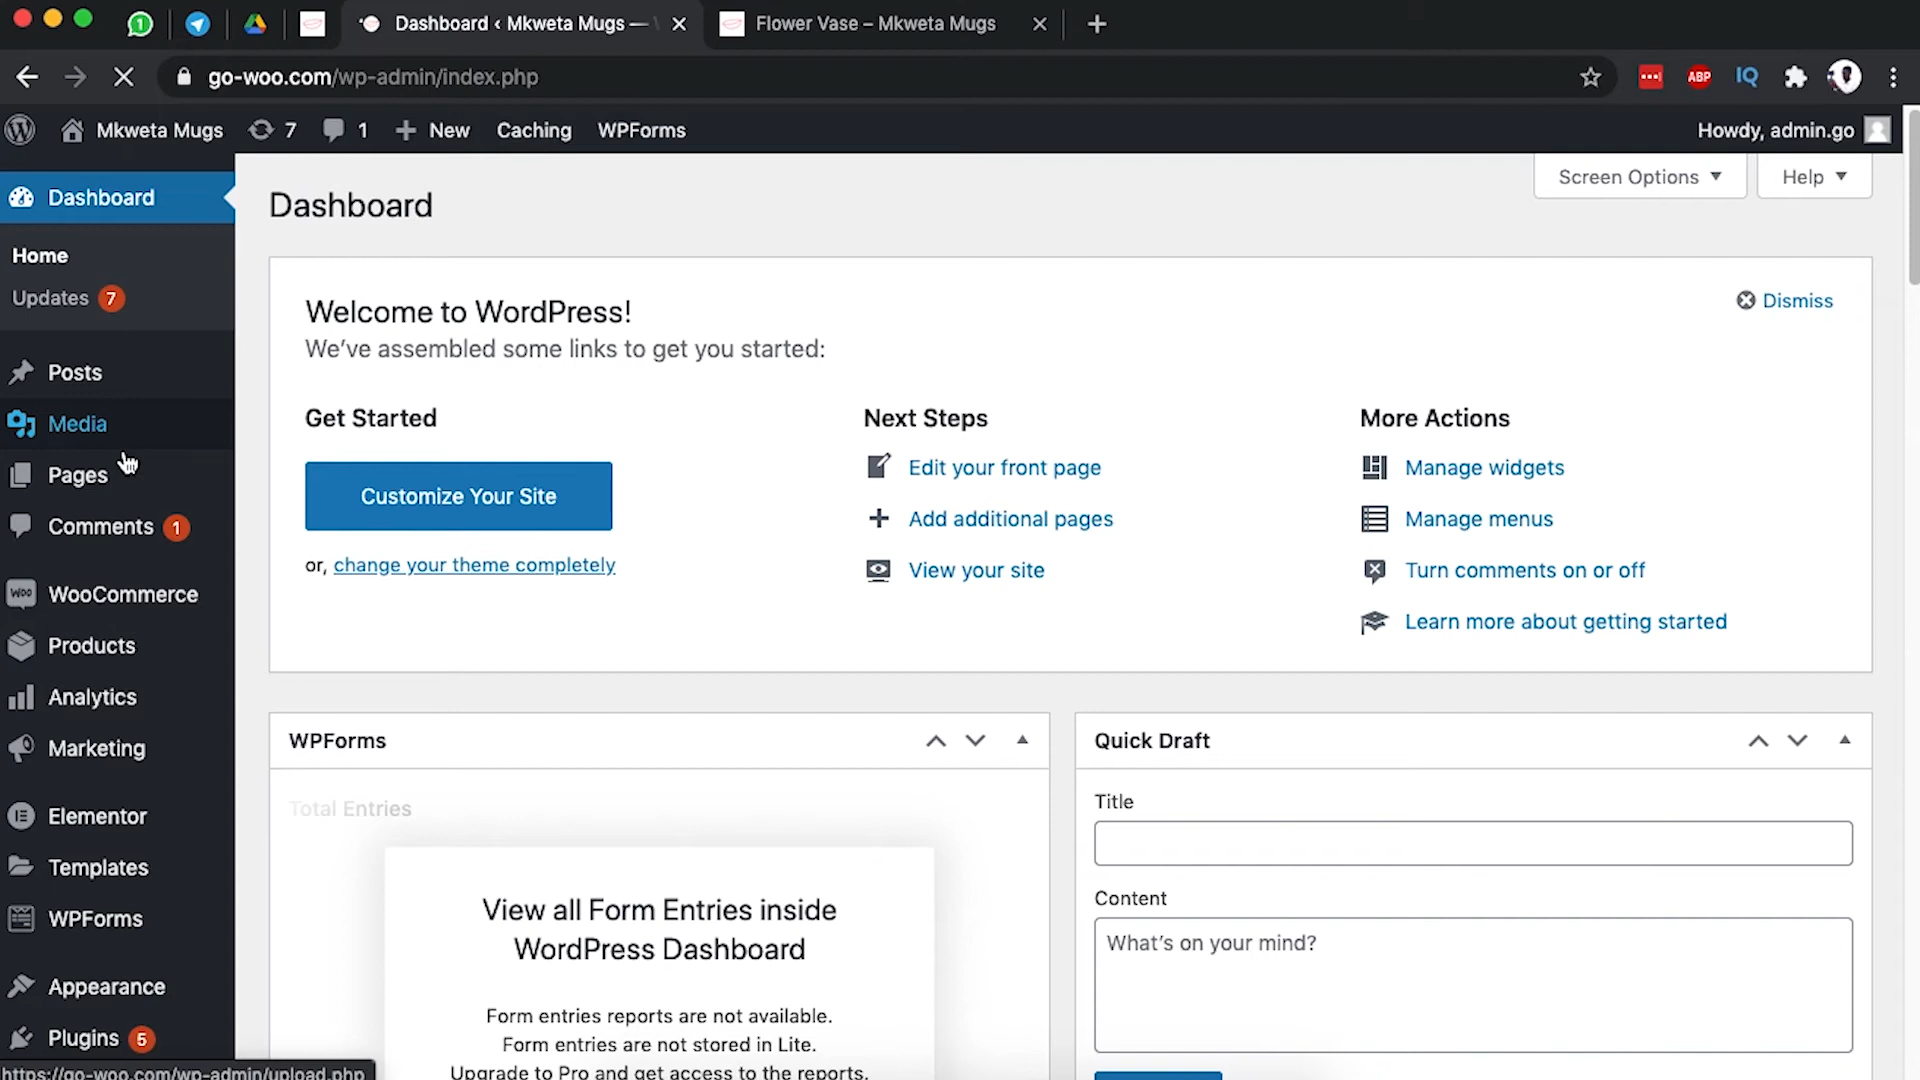 Dashboard ‹ Mkweta Mugs —
Flower Vase – Mkweta Mugs
go-woo.com/wp-admin/index.php
ABP
IQ
Mkweta Mugs
7
1
New
Caching
WPForms
Howdy, admin.go
Dashboard
Screen Options
Help
Dashboard
Home
Updates 7
Posts
Media
Pages
Comments 1
WooCommerce
Products
Analytics
Marketing
Elementor
Templates
WPForms
Appearance
Plugins 5
https://go-woo.com/wp-admin/upload.php
Welcome to WordPress!
Dismiss
We've assembled some links to get you started:
Get Started
Customize Your Site
or, change your theme completely
Next Steps
Edit your front page
Add additional pages
View your site
More Actions
Manage widgets
Manage menus
Turn comments on or off
Learn more about getting started
WPForms
Total Entries
View all Form Entries inside
WordPress Dashboard
Form entries reports are not available.
Form entries are not stored in Lite.
Upgrade to Pro and get access to the reports.
Quick Draft
Title
Content
What's on your mind?